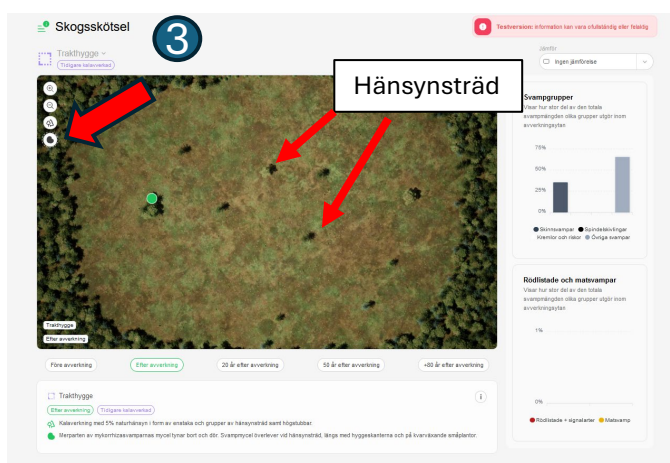 Skogsskötsel
3
Testversion: information kan vara ofullständig eller felaktig
Trakthygge
Tidigare kalavverkad
Jämför
Ingen jämförelse
Hänsynsträd
Svampgrupper
Visar hur stor del av den totala
svampmängden olika grupper utgör inom
avverkningsytan
75%
50%
25%
0%
Skinnsvampar Spindelskivlingar
Kremlor och riskor Övriga svampar
Trakthygge
Efter avverkning
Rödlistade och matsvampar
Visar hur stor del av den totala
svampmängden olika grupper utgör inom
avverkningsytan
1%
0%
Rödlistade + signalarter Matsvamp
Före avverkning
Efter avverkning
20 år efter avverkning
50 år efter avverkning
+80 år efter avverkning
Trakthygge
i
Efter avverkning Tidigare kalavverkad
Kalavverkning med 5% naturhänsyn i form av enstaka och grupper av hänsynsträd samt högstubbar.
Merparten av mykorrhizasvamparnas mycel tynar bort och dör. Svampmycel överlever vid hänsynsträd, längs med hyggeskanterna och på kvarväxande småplantor.